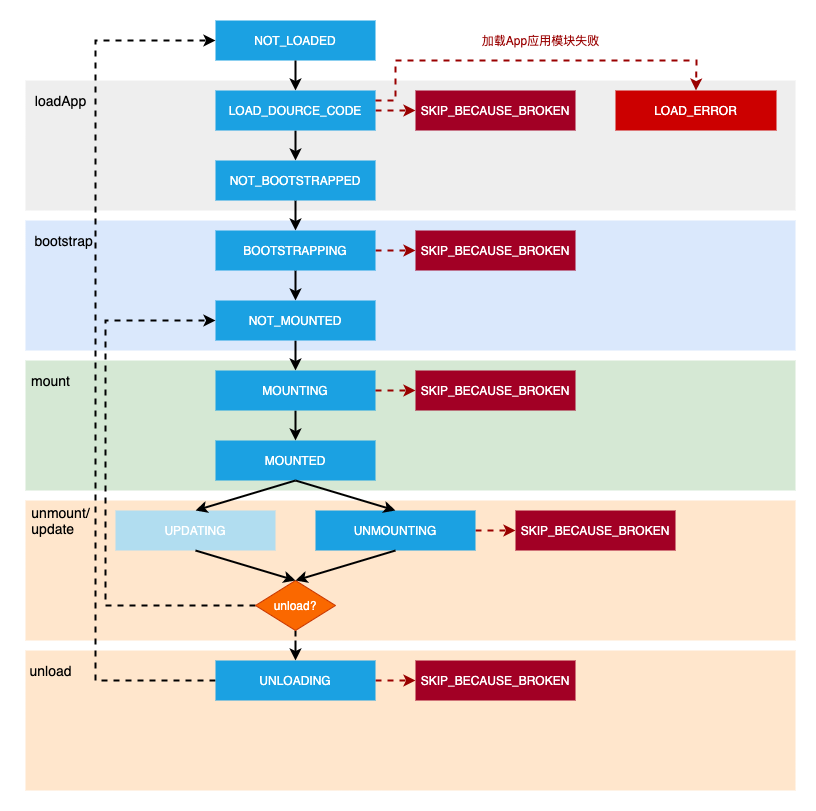 NOT_LOADED
加载App应用模块失败
loadApp
LOAD_DOURCE_CODE
SKIP_BECAUSE_BROKEN
LOAD_ERROR
NOT_BOOTSTRAPPED
bootstrap
BOOTSTRAPPING
SKIP_BECAUSE_BROKEN
NOT_MOUNTED
mount
MOUNTING
SKIP_BECAUSE_BROKEN
MOUNTED
unmount/
update
UPDATING
UNMOUNTING
SKIP_BECAUSE_BROKEN
unload?
unload
UNLOADING
SKIP_BECAUSE_BROKEN